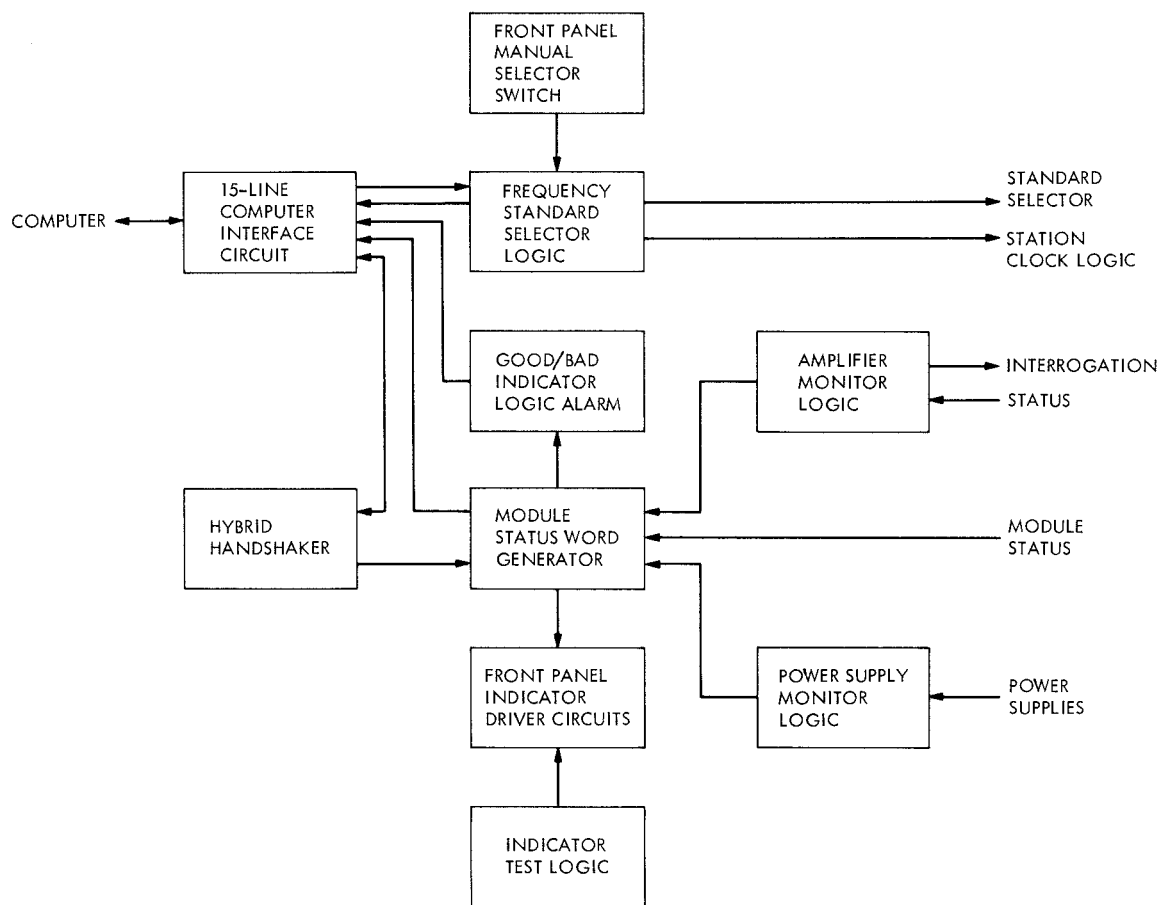 FRONT PANEL
MANUAL
SELECTOR
SWITCH
COMPUTER
15-LINE
COMPUTER
INTERFACE
CIRCUIT
FREQUENCY
STANDARD
SELECTOR
LOGIC
STANDARD
SELECTOR
STATION
CLOCK LOGIC
GOOD/BAD
INDICATOR
LOGIC ALARM
AMPLIFIER
MONITOR
LOGIC
INTERROGATION
STATUS
HYBRID
HANDSHAKER
MODULE
STATUS WORD
GENERATOR
MODULE
STATUS
FRONT PANEL
INDICATOR
DRIVER CIRCUITS
POWER SUPPLY
MONITOR
LOGIC
POWER
SUPPLIES
INDICATOR
TEST LOGIC